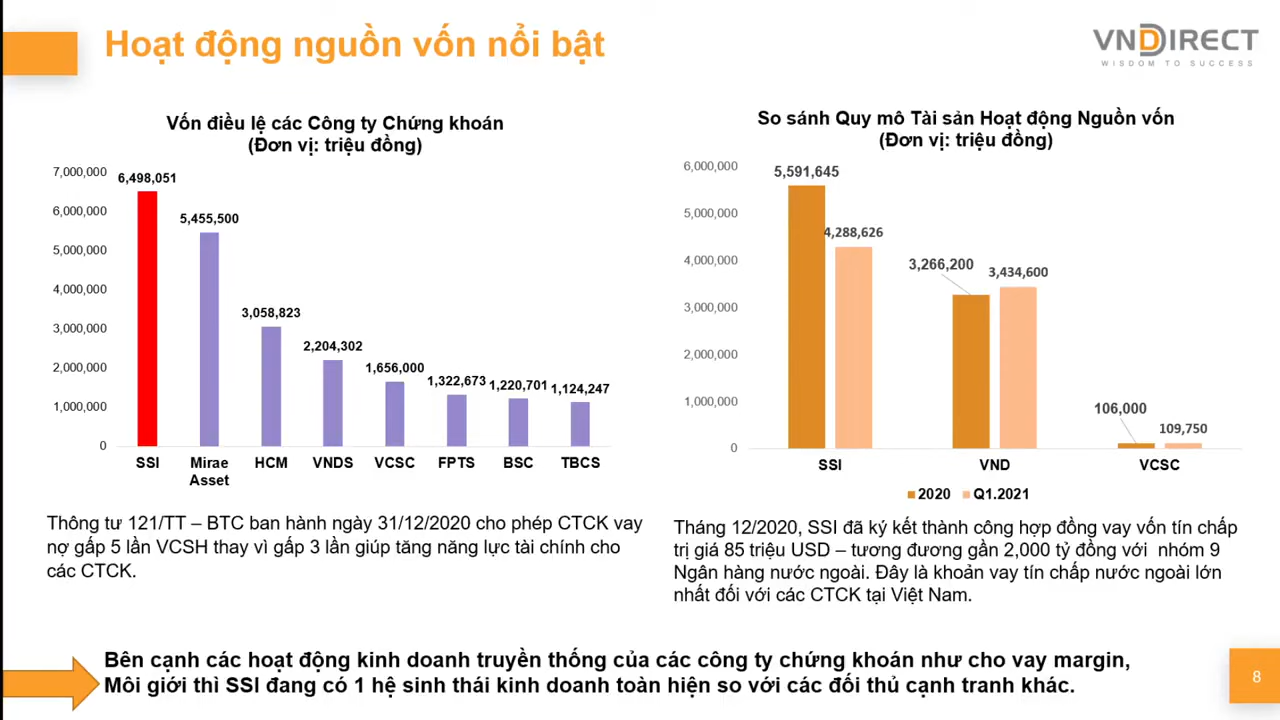 Hoạt động nguồn vốn nổi bật
VNDIRECT
WISDOM TO SUCCESS
Vốn điều lệ các Công ty Chứng khoán
(Đơn vị: triệu đồng)
7,000,000
6,000,000
5,000,000
4,000,000
3,000,000
2,000,000
1,000,000
0
6,498,051
5,455,500
3,058,823
2,204,302
1,656,000
1,322,673
1,220,701
1,124,247
SSI
Mirae
Asset
HCM
VNDS
VCSC
FPTS
BSC
TBCS
Thông tư 121/TT – BTC ban hành ngày 31/12/2020 cho phép CTCK vay
nợ gấp 5 lần VCSH thay vì gấp 3 lần giúp tăng năng lực tài chính cho
các CTCK.
So sánh Quy mô Tài sản Hoạt động Nguồn vốn
(Đơn vị: triệu đồng)
6,000,000
5,000,000
4,000,000
3,000,000
2,000,000
1,000,000
0
5,591,645
4,288,626
3,266,200
3,434,600
106,000
109,750
SSI
VND
VCSC
2020
Q1.2021
Tháng 12/2020, SSI đã ký kết thành công hợp đồng vay vốn tín chấp
trị giá 85 triệu USD – tương đương gần 2,000 tỷ đồng với nhóm 9
Ngân hàng nước ngoài. Đây là khoản vay tín chấp nước ngoài lớn
nhất đối với các CTCK tại Việt Nam.
Bên cạnh các hoạt động kinh doanh truyền thống của các công ty chứng khoán như cho vay margin,
Môi giới thì SSI đang có 1 hệ sinh thái kinh doanh toàn hiện so với các đối thủ cạnh tranh khác.
8